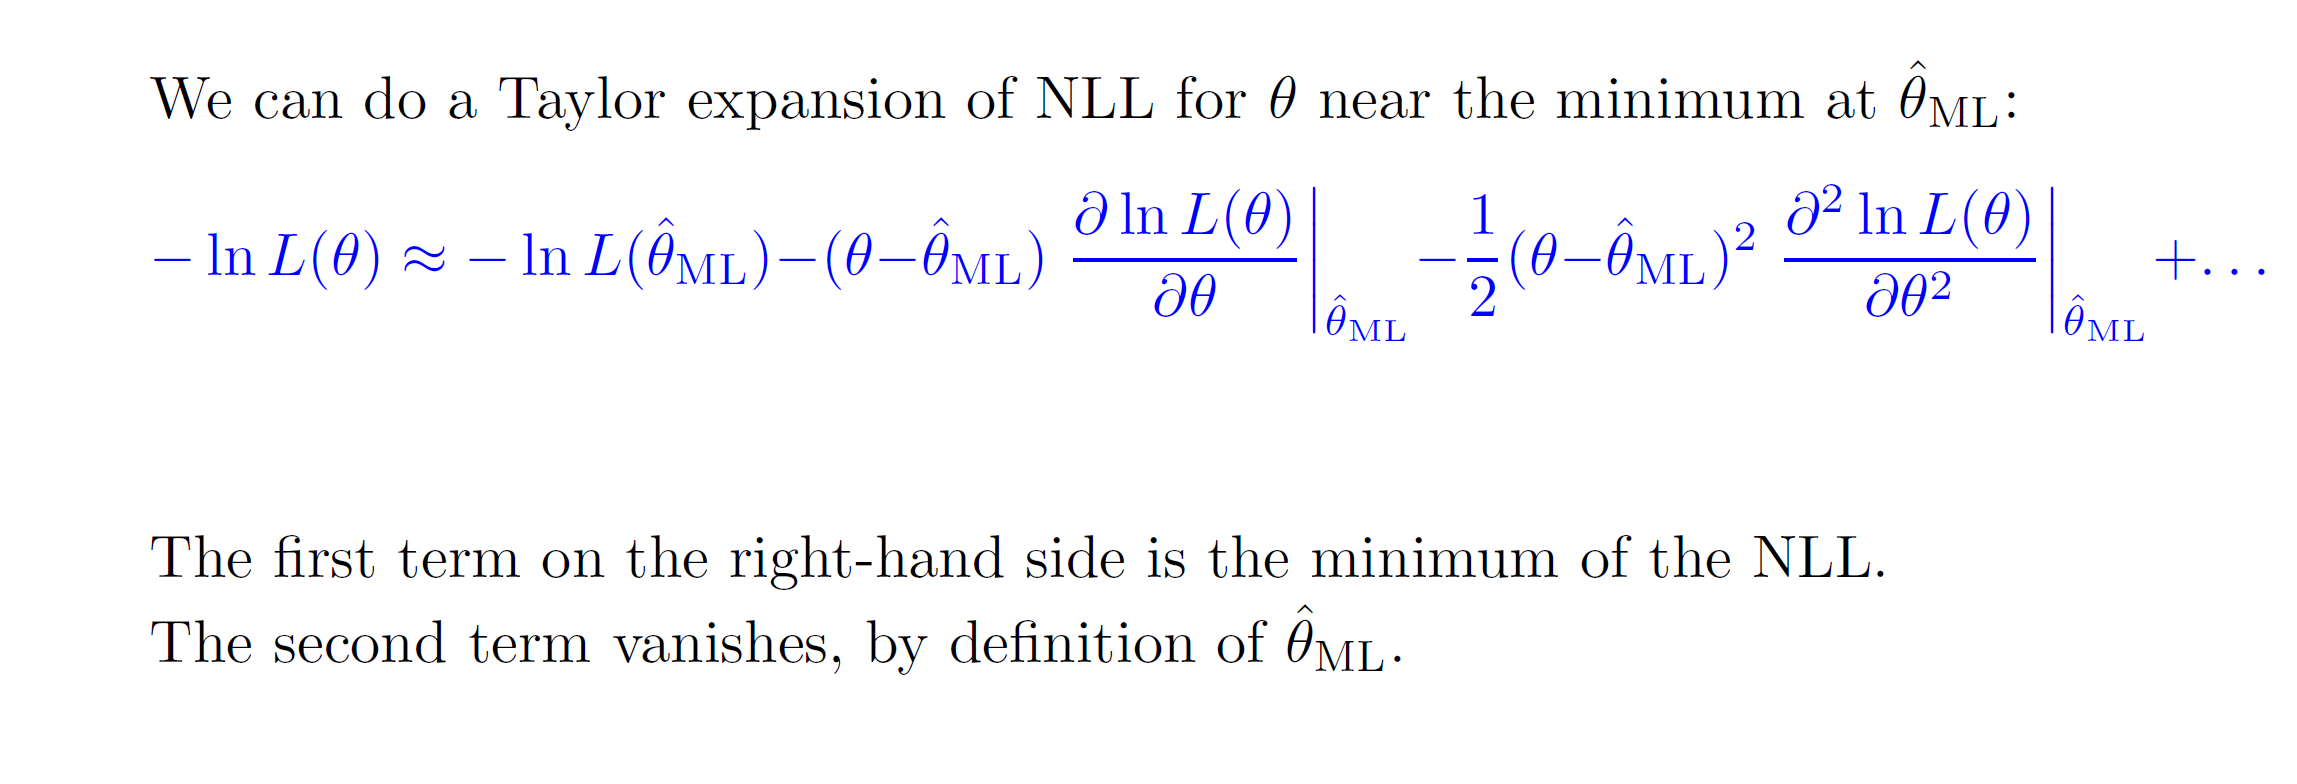 We can do a Taylor expansion of NLL for θ near the minimum at $\hat{\theta}_{\mathrm{ML}}$:
$-\ln L(\theta) \approx -\ln L(\hat{\theta}_{\mathrm{ML}}) - (\theta - \hat{\theta}_{\mathrm{ML}}) \left.\frac{\partial \ln L(\theta)}{\partial \theta}\right|_{\hat{\theta}_{\mathrm{ML}}} - \frac{1}{2}(\theta - \hat{\theta}_{\mathrm{ML}})^2 \left.\frac{\partial^2 \ln L(\theta)}{\partial \theta^2}\right|_{\hat{\theta}_{\mathrm{ML}}} + \ldots$
The first term on the right-hand side is the minimum of the NLL.
The second term vanishes, by definition of $\hat{\theta}_{\mathrm{ML}}$.